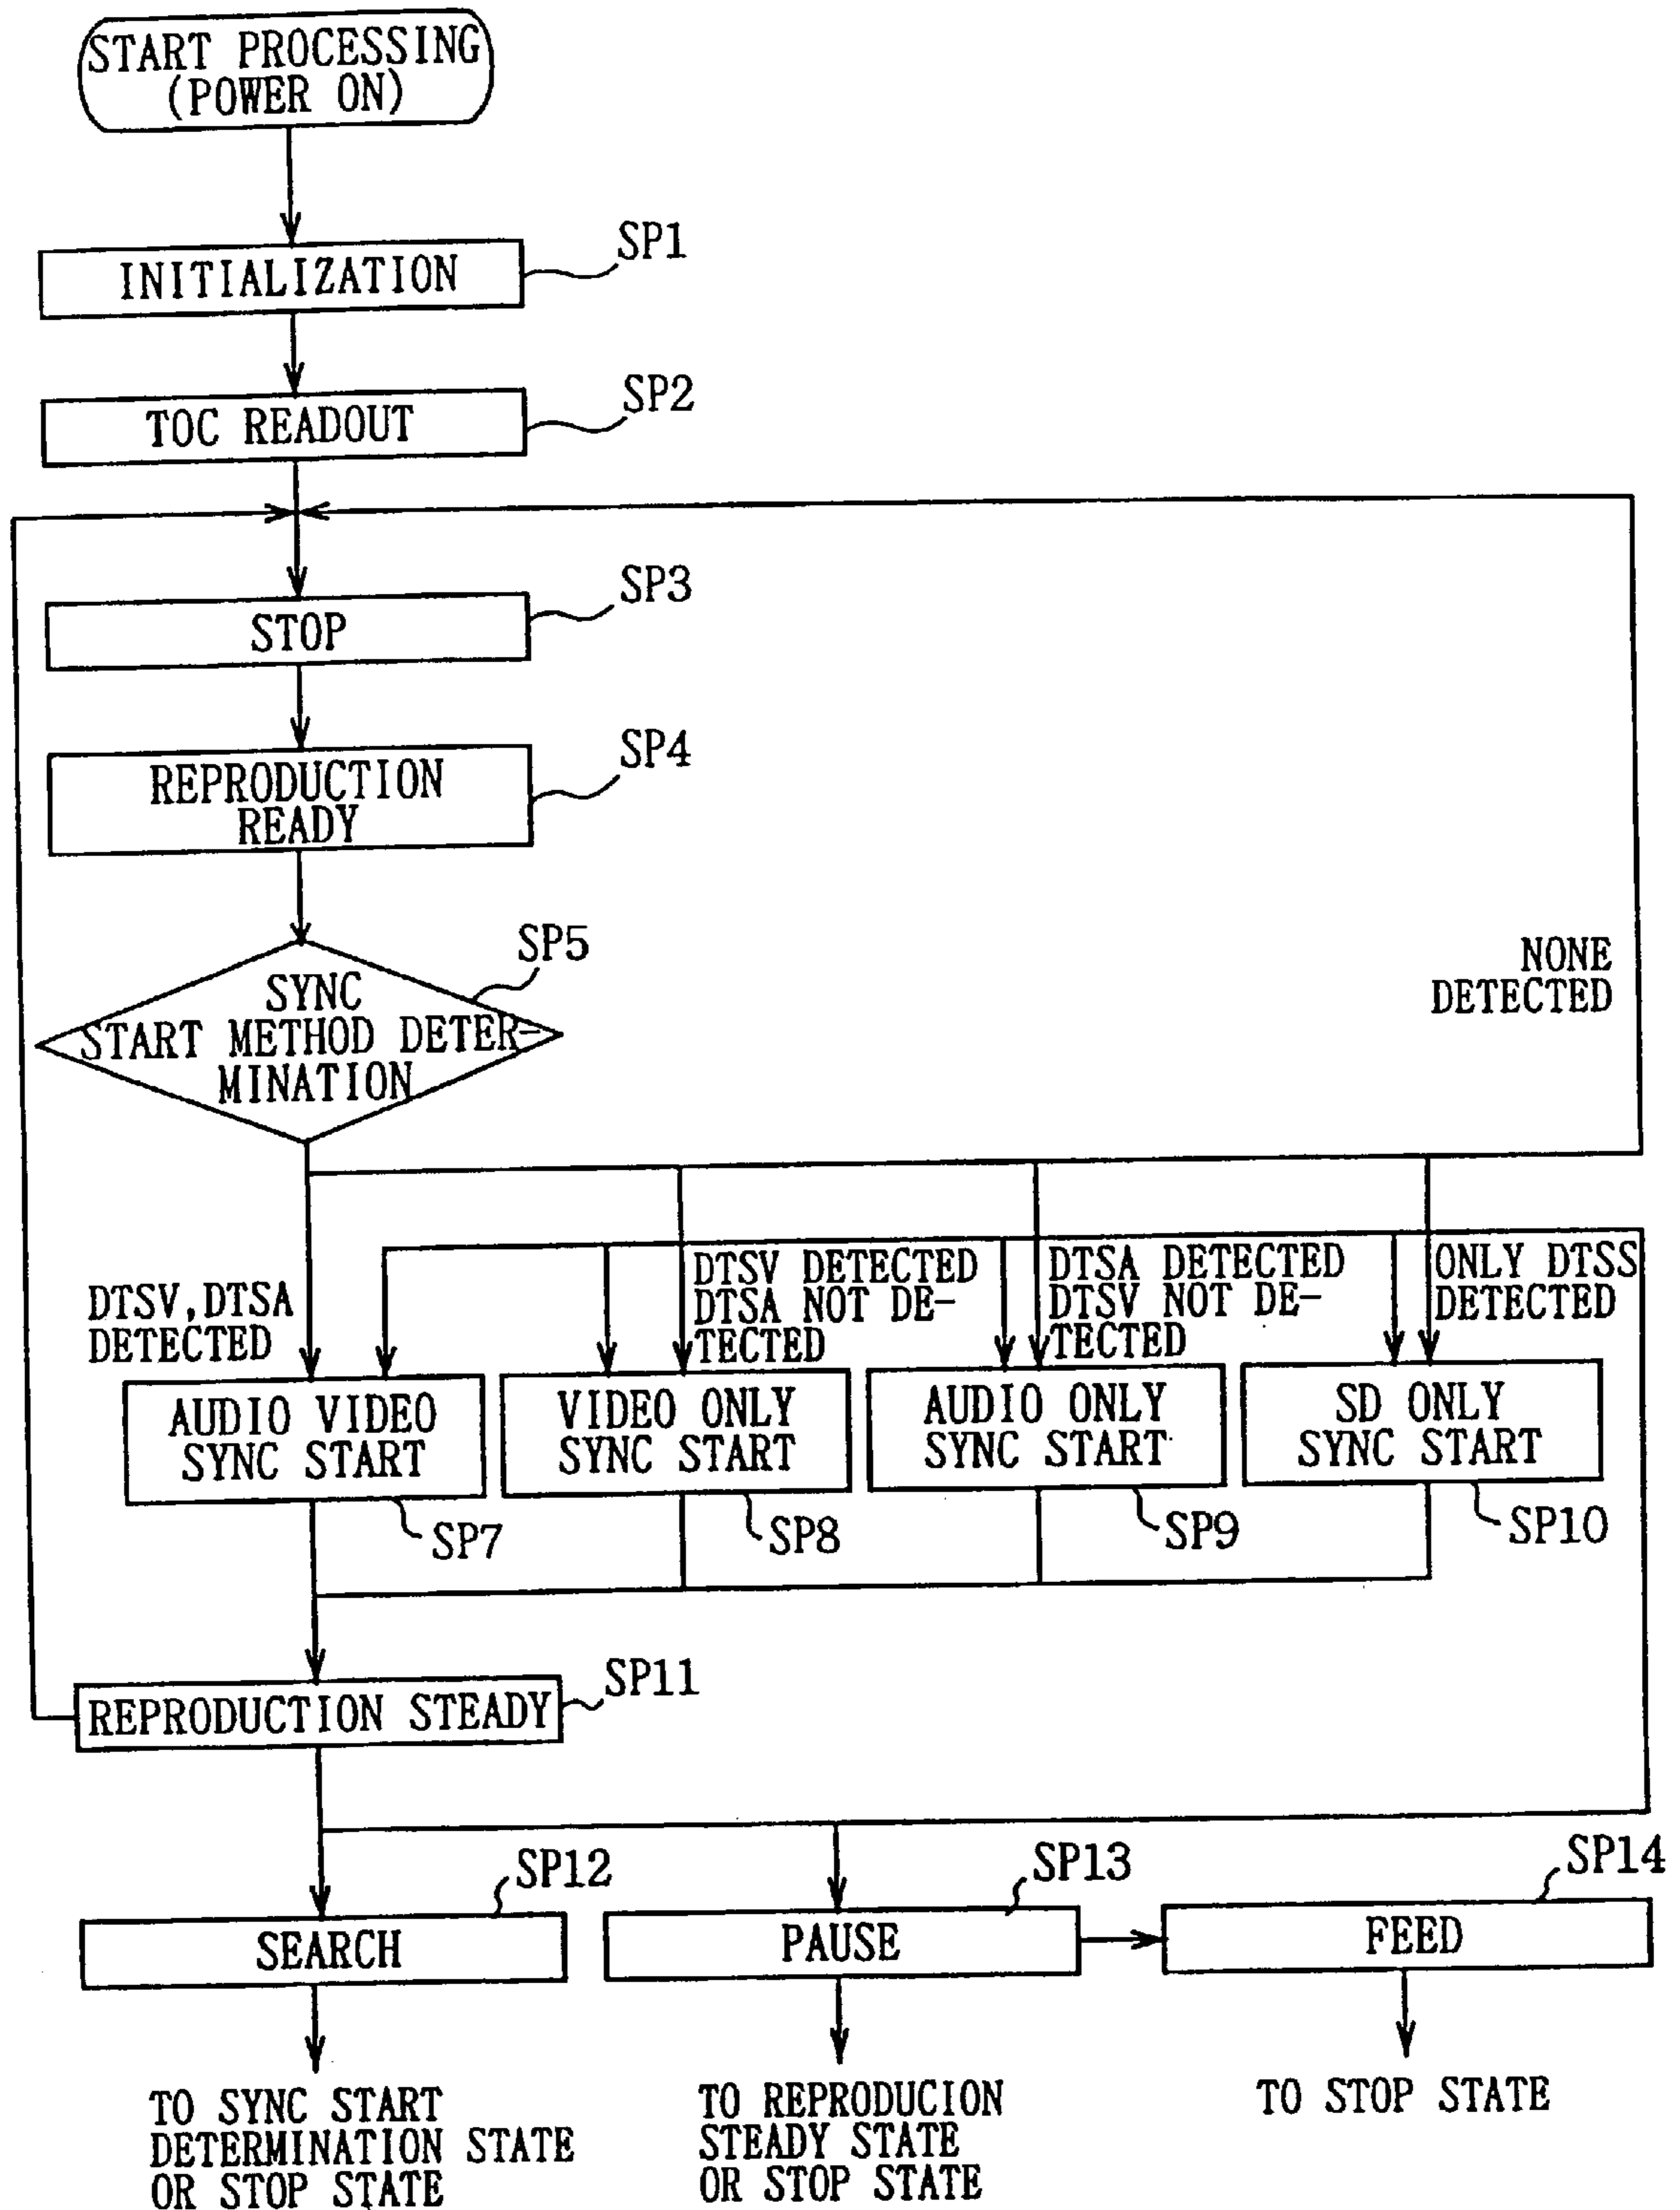 START PROCESSING
(POWER ON)
SP1
INITIALIZATION
SP2
TOC READOUT
SP3
STOP
SP4
REPRODUCTION
READY
SP5
SYNC
START METHOD DETER-
MINATION
NONE
DETECTED
DTSV, DTSA
DETECTED
DTSV DETECTED
DTSA NOT DE-
TECTED
DTSA DETECTED
DTSV NOT DE-
TECTED
ONLY DTSS
DETECTED
AUDIO VIDEO
SYNC START
VIDEO ONLY
SYNC START
AUDIO ONLY
SYNC START
SD ONLY
SYNC START
SP7
SP8
SP9
SP10
SP11
REPRODUCTION STEADY
SP12
SEARCH
SP13
PAUSE
SP14
FEED
TO SYNC START
DETERMINATION STATE
OR STOP STATE
TO REPRODUCION
STEADY STATE
OR STOP STATE
TO STOP STATE